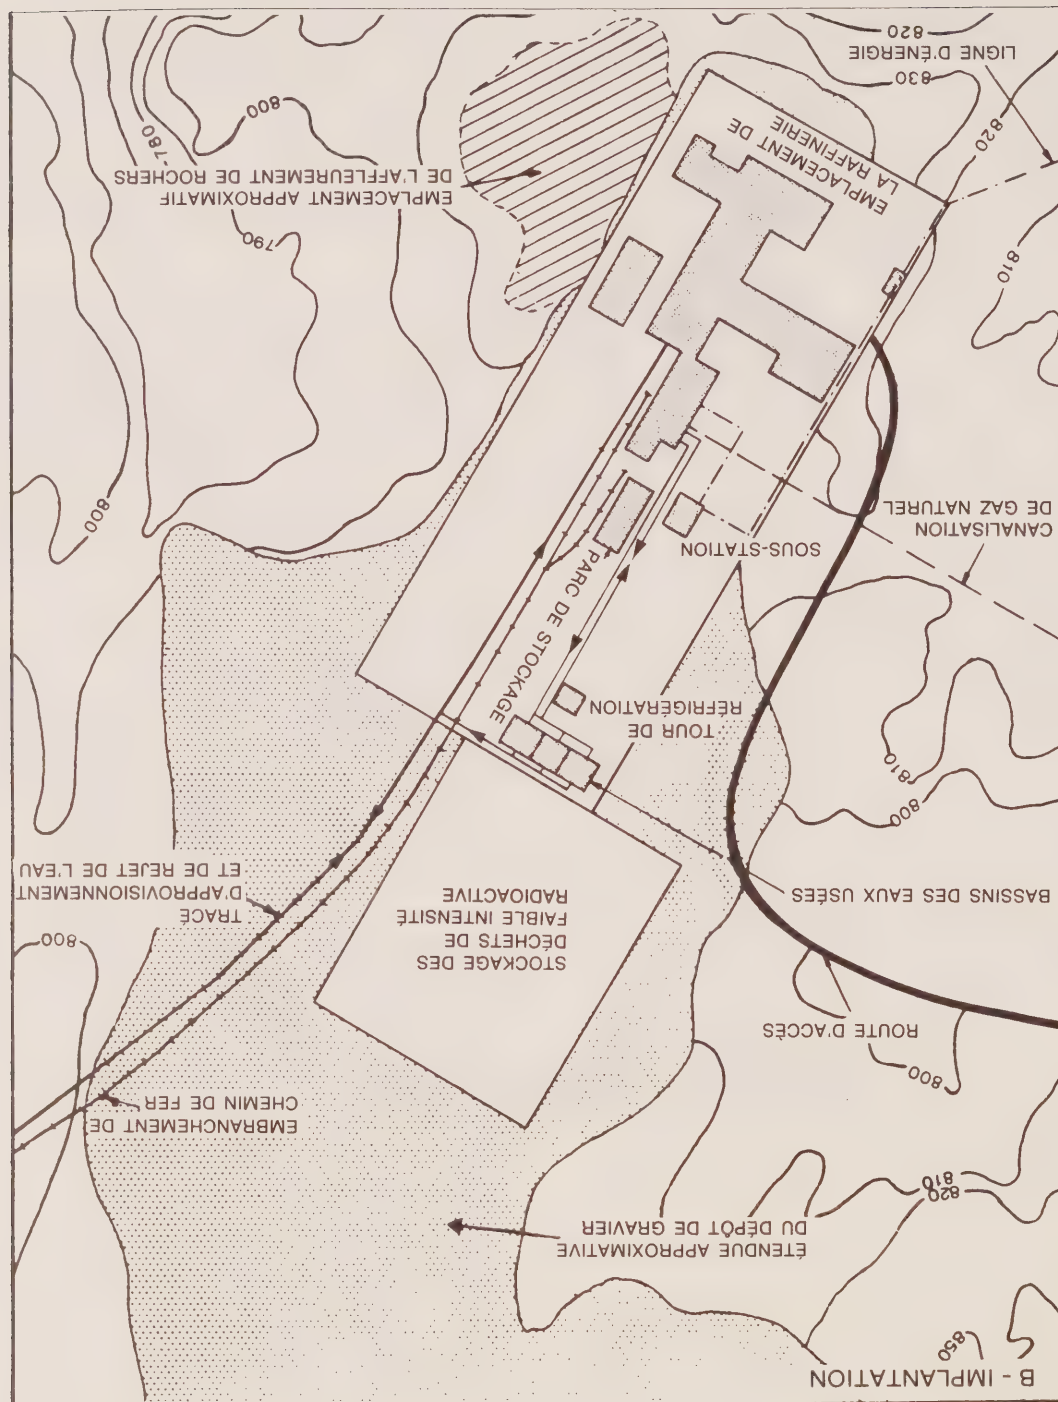 B - IMPLANTATION
850
820
810
ÉTENDUE APPROXIMATIVE
DU DÉPÔT DE GRAVIER
EMBRANCHEMENT DE
CHEMIN DE FER
800
ROUTE D'ACCÈS
800
STOCKAGE DES
DÉCHETS DE
FAIBLE INTENSITÉ
RADIOACTIVE
TRACÉ
D'APPROVISIONNEMENT
ET DE REJET DE L'EAU
BASSINS DES EAUX USÉES
800
810
TOUR DE
RÉFRIGÉRATION
PARC DE STOCKAGE
SOUS-STATION
CANALISATION
DE GAZ NATUREL
800
810
790
EMPLACEMENT APPROXIMATIF
DE L'AFFLEUREMENT DE ROCHERS
EMPLACEMENT DE
LA RAFFINERIE
780
820
800
830
LIGNE D'ÉNERGIE
820